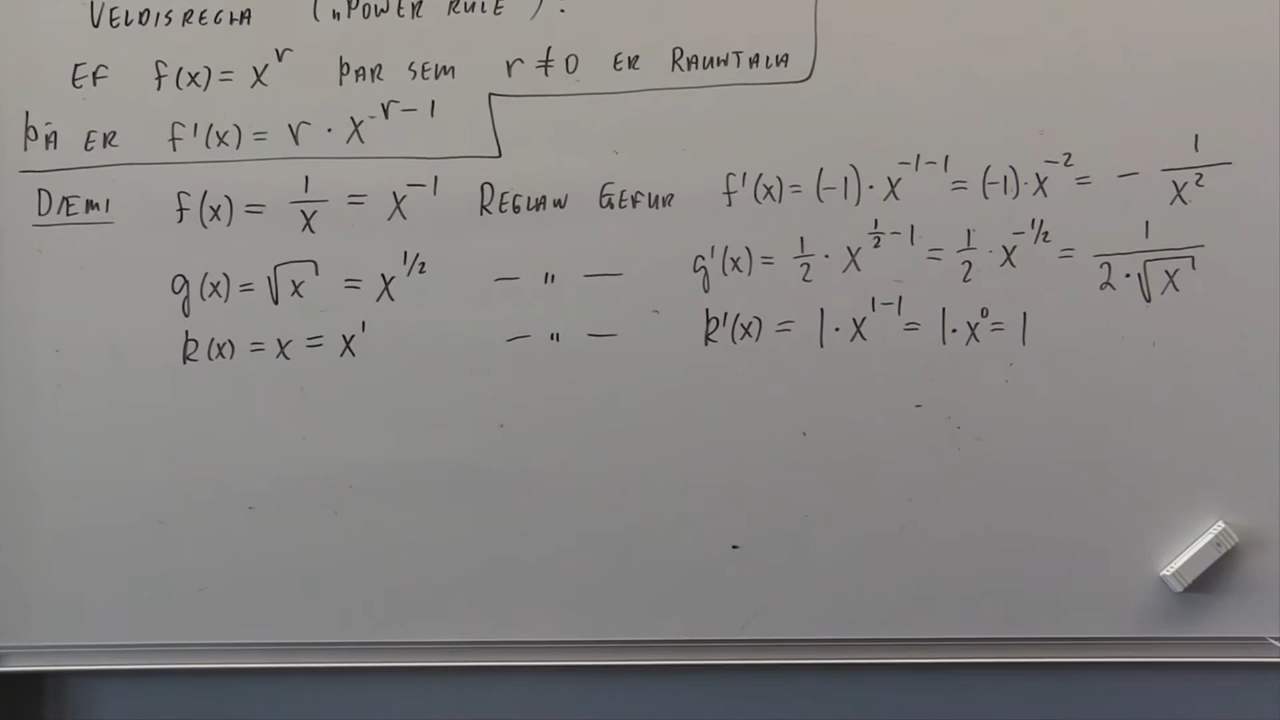 VELDISREGLA („POWER RULE"):
EF f(x) = x^r ÞAR SEM r ≠ 0 ER RAUNTALA
ÞÁ ER f'(x) = r · x^{r-1}
DÆMI f(x) = 1/x = x^{-1} REGLAN GEFUR f'(x) = (-1) · x^{-1-1} = (-1) · x^{-2} = - 1/x^2
g(x) = √x = x^{1/2} — " — g'(x) = 1/2 · x^{1/2 - 1} = 1/2 · x^{-1/2} = 1/(2·√x)
k(x) = x = x^1 — " — k'(x) = 1 · x^{1-1} = 1 · x^0 = 1